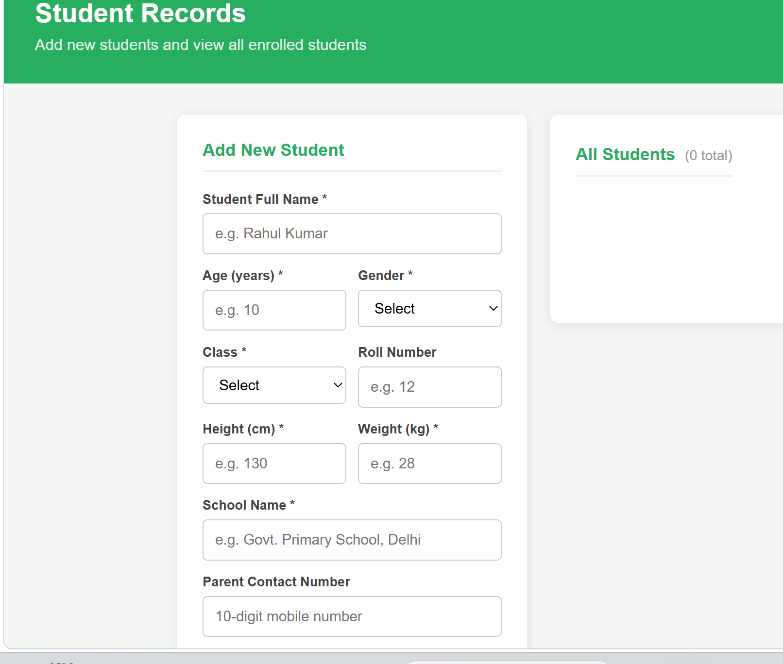 Student Records
Add new students and view all enrolled students
Add New Student
Student Full Name *
e.g. Rahul Kumar
Age (years) * Gender *
e.g. 10 Select
Class * Roll Number
Select e.g. 12
Height (cm) * Weight (kg) *
e.g. 130 e.g. 28
School Name *
e.g. Govt. Primary School, Delhi
Parent Contact Number
10-digit mobile number
All Students (0 total)